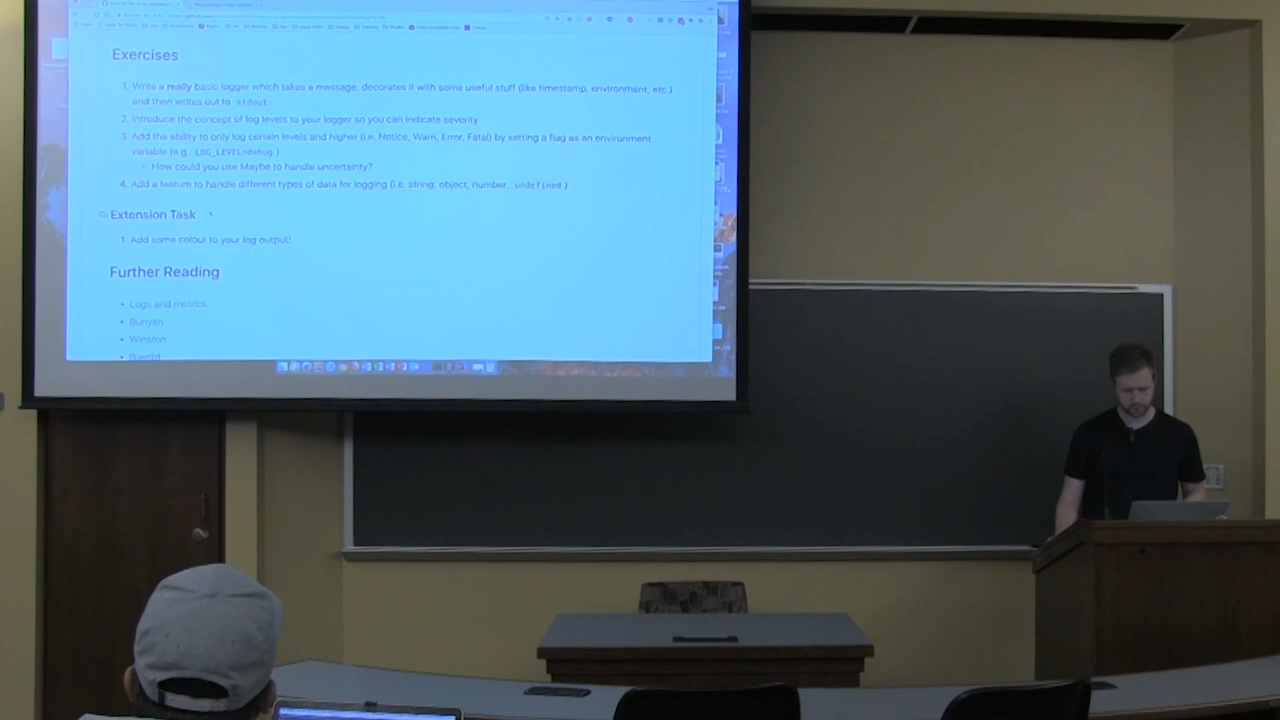 Exercises
1. Write a really basic logger which takes a message, decorates it with some useful stuff (like timestamp, environment, etc.)
and then writes out to stdout.
2. Introduce the concept of log levels to your logger so you can indicate severity
3. Add the ability to only log certain levels and higher (i.e. Notice, Warn, Error, Fatal) by setting a flag as an environment
variable (e.g. LOG_LEVEL=debug)
How could you use Maybe to handle uncertainty?
4. Add a feature to handle different types of data for logging (i.e. string, object, number, undefined)
Extension Task
1. Add some colour to your log output!
Further Reading
• Logs and metrics
• Bunyan
• Winston
• fluentd